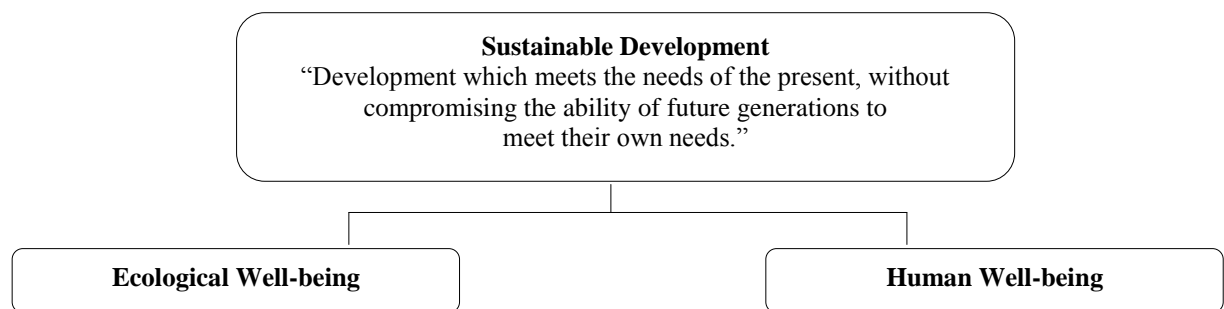 Sustainable Development
“Development which meets the needs of the present, without
compromising the ability of future generations to
meet their own needs.”
Ecological Well-being
Human Well-being